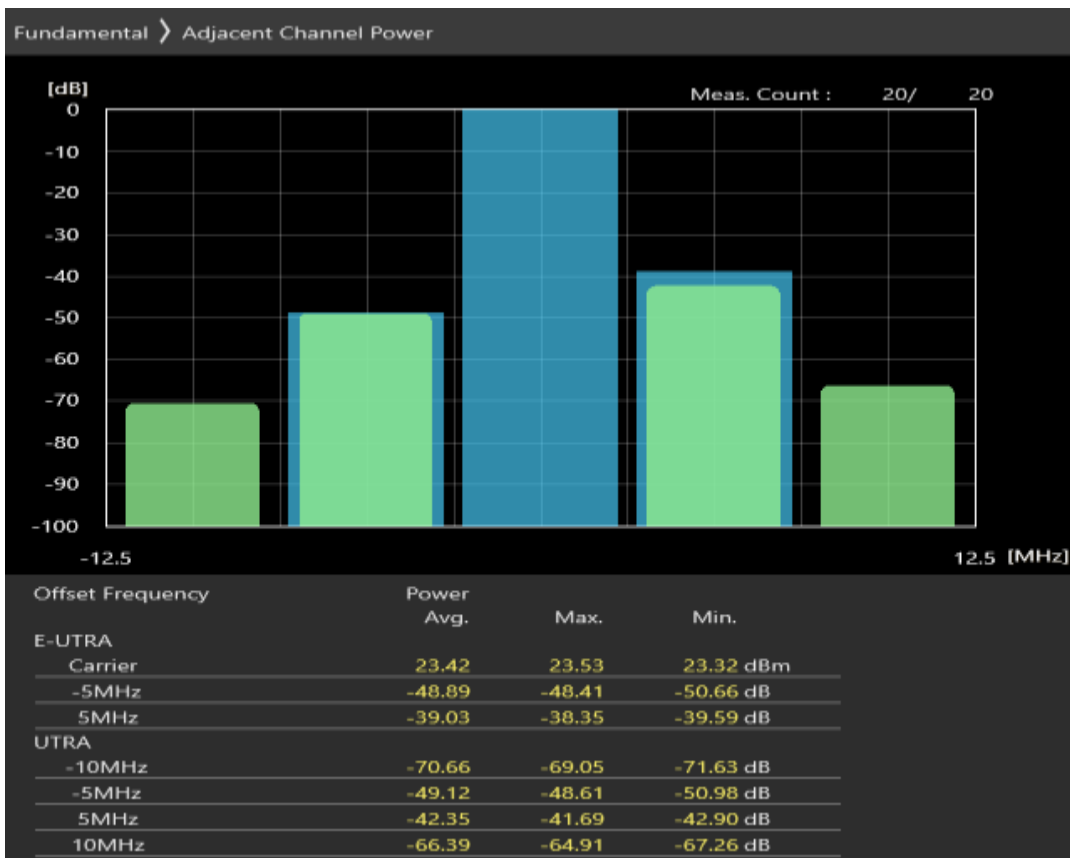 Fundamental ❯ Adjacent Channel Power
[dB]
Meas. Count : 20/ 20
0
-10
-20
-30
-40
-50
-60
-70
-80
-90
-100
-12.5 12.5 [MHz]
Offset Frequency Power
Avg. Max. Min.
E-UTRA
Carrier 23.42 23.53 23.32 dBm
-5MHz -48.89 -48.41 -50.66 dB
5MHz -39.03 -38.35 -39.59 dB
UTRA
-10MHz -70.66 -69.05 -71.63 dB
-5MHz -49.12 -48.61 -50.98 dB
5MHz -42.35 -41.69 -42.90 dB
10MHz -66.39 -64.91 -67.26 dB